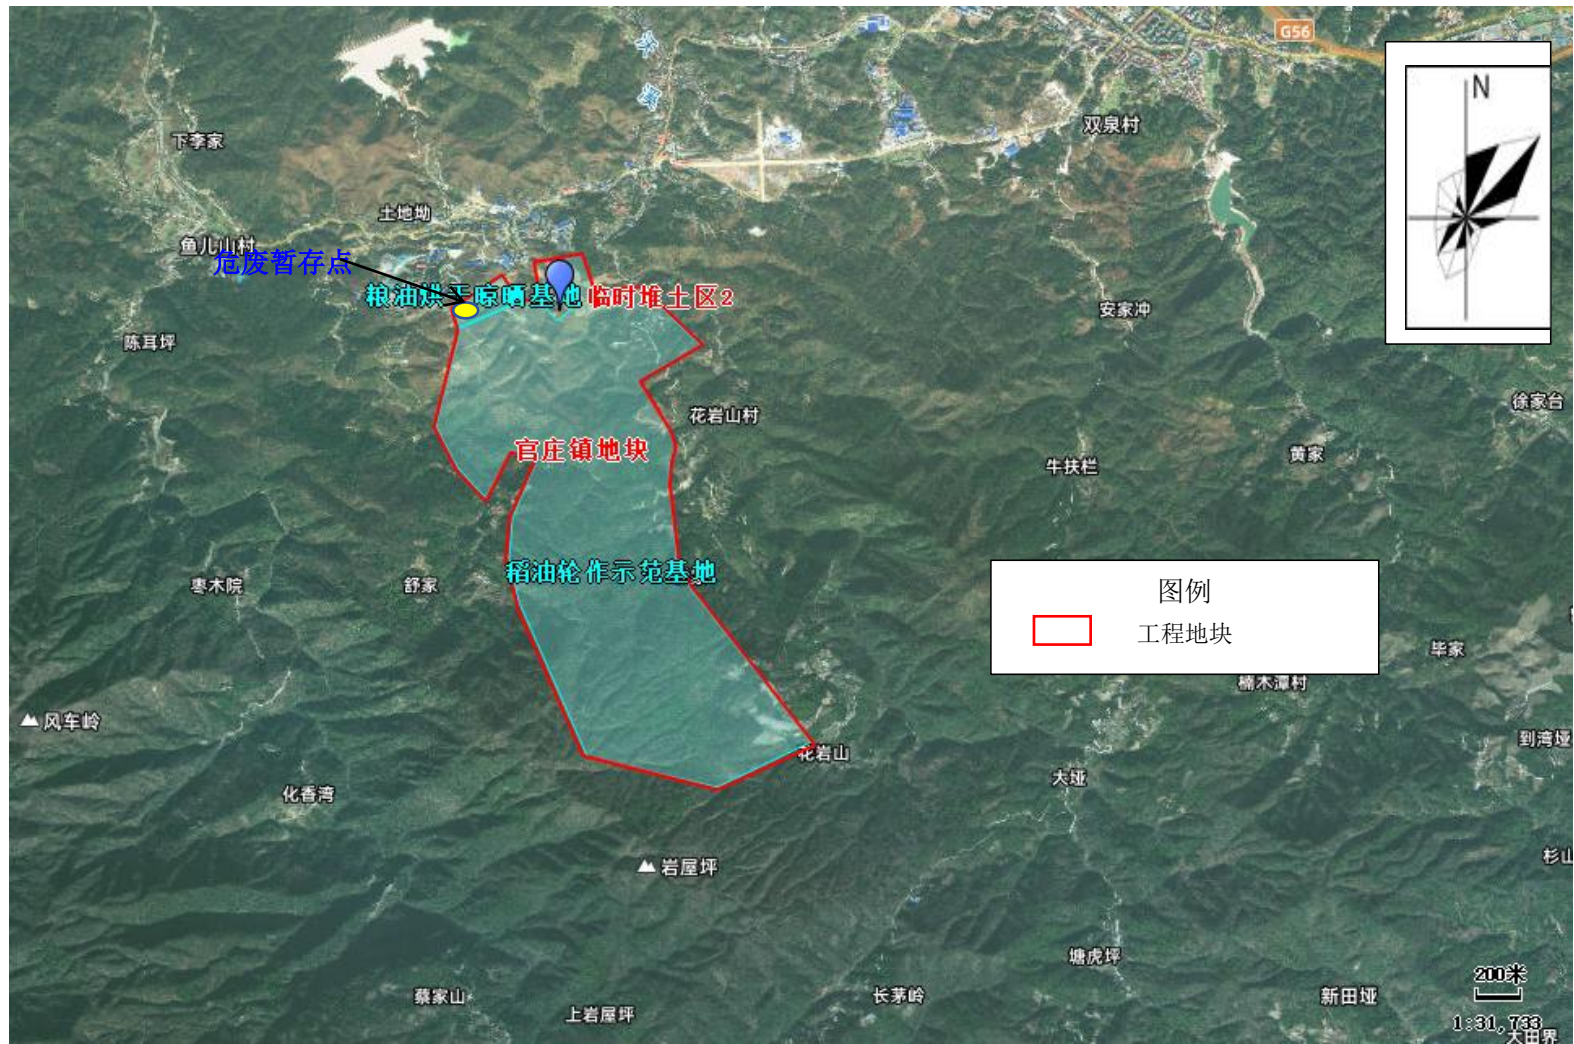 G56
N
双泉村
下李家
土地坳
鱼儿山村
危废暂存点
粮油烘干晾晒基地
临时堆土区2
安家冲
陈耳坪
花岩山村
徐家台
官庄镇地块
黄家
牛扶栏
稻油轮作示范基地
枣木院
舒家
图例
工程地块
毕家
楠木潭村
风车岭
花岩山
到湾垭
大垭
化香湾
岩屋坪
杉山
塘虎坪
200米
蔡家山
长茅岭
新田垭
上岩屋坪
1:31,733
大田界